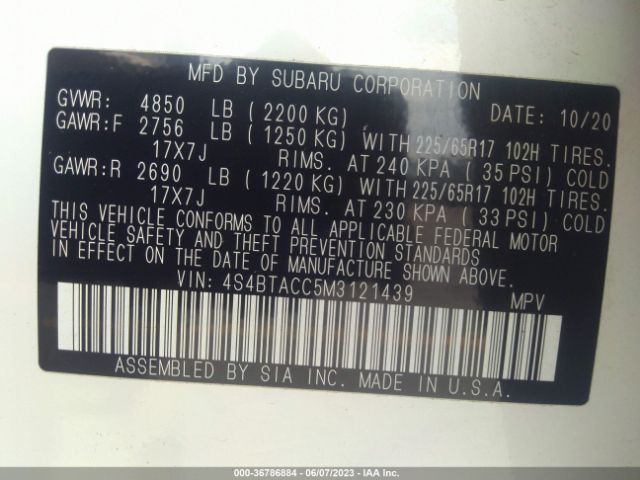 MFD BY SUBARU CORPORATION
GVWR: 4850 LB ( 2200 KG) DATE: 10/20
GAWR:F 2756 LB ( 1250 KG) WITH 225/65R17 102H TIRES.
17X7J RIMS. AT 240 KPA ( 35 PSI) COLD
GAWR:R 2690 LB ( 1220 KG) WITH 225/65R17 102H TIRES.
17X7J RIMS. AT 230 KPA ( 33 PSI) COLD
THIS VEHICLE CONFORMS TO ALL APPLICABLE FEDERAL MOTOR
VEHICLE SAFETY AND THEFT PREVENTION STANDARDS
IN EFFECT ON THE DATE OF MANUFACTURE SHOWN ABOVE.
VIN: 4S4BTACC5M3121439 MPV
ASSEMBLED BY SIA INC. MADE IN U.S.A.
000-36786884 | 06/07/2023 - IAA Inc.